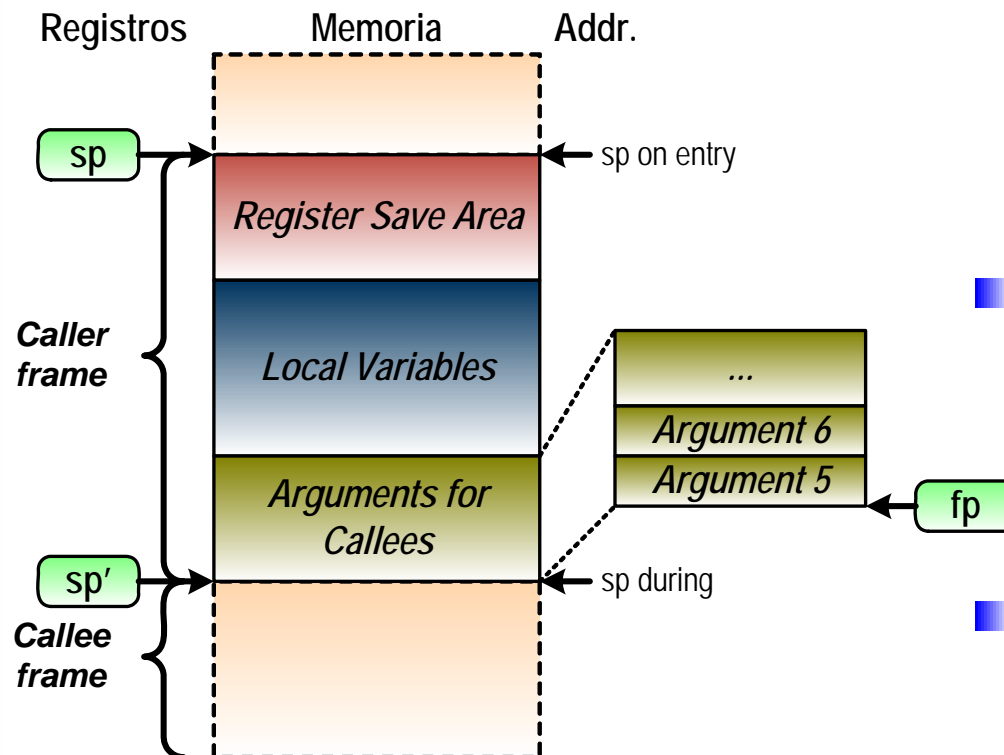 Registros Memoria Addr.
sp
sp on entry
Register Save Area
Caller
frame
Local Variables
...
Argument 6
Argument 5
Arguments for
Callees
fp
sp'
sp during
Callee
frame